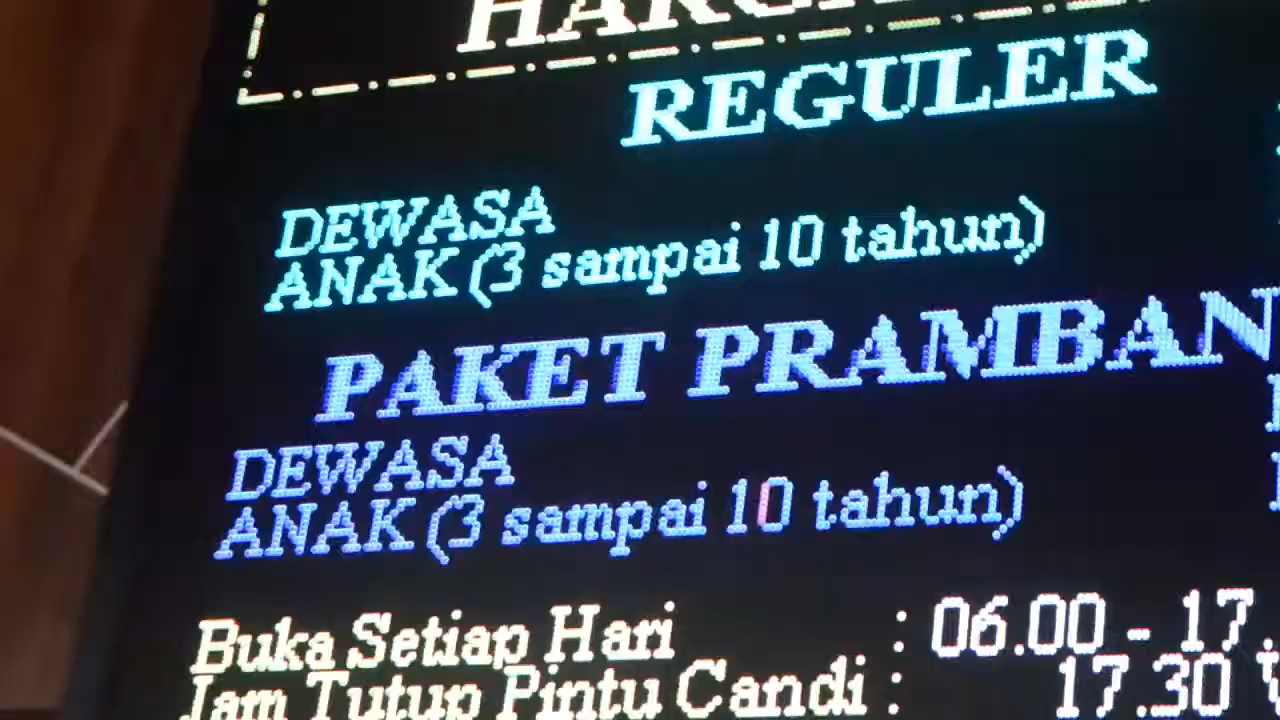 REGULER
DEWASA
ANAK (3 sampai 10 tahun)
PAKET
DEWASA
ANAK (3 sampai 10 tahun)
Buka Setiap Hari : 06.00 - 17.
Jam Tutup Pintu Candi : 17.30